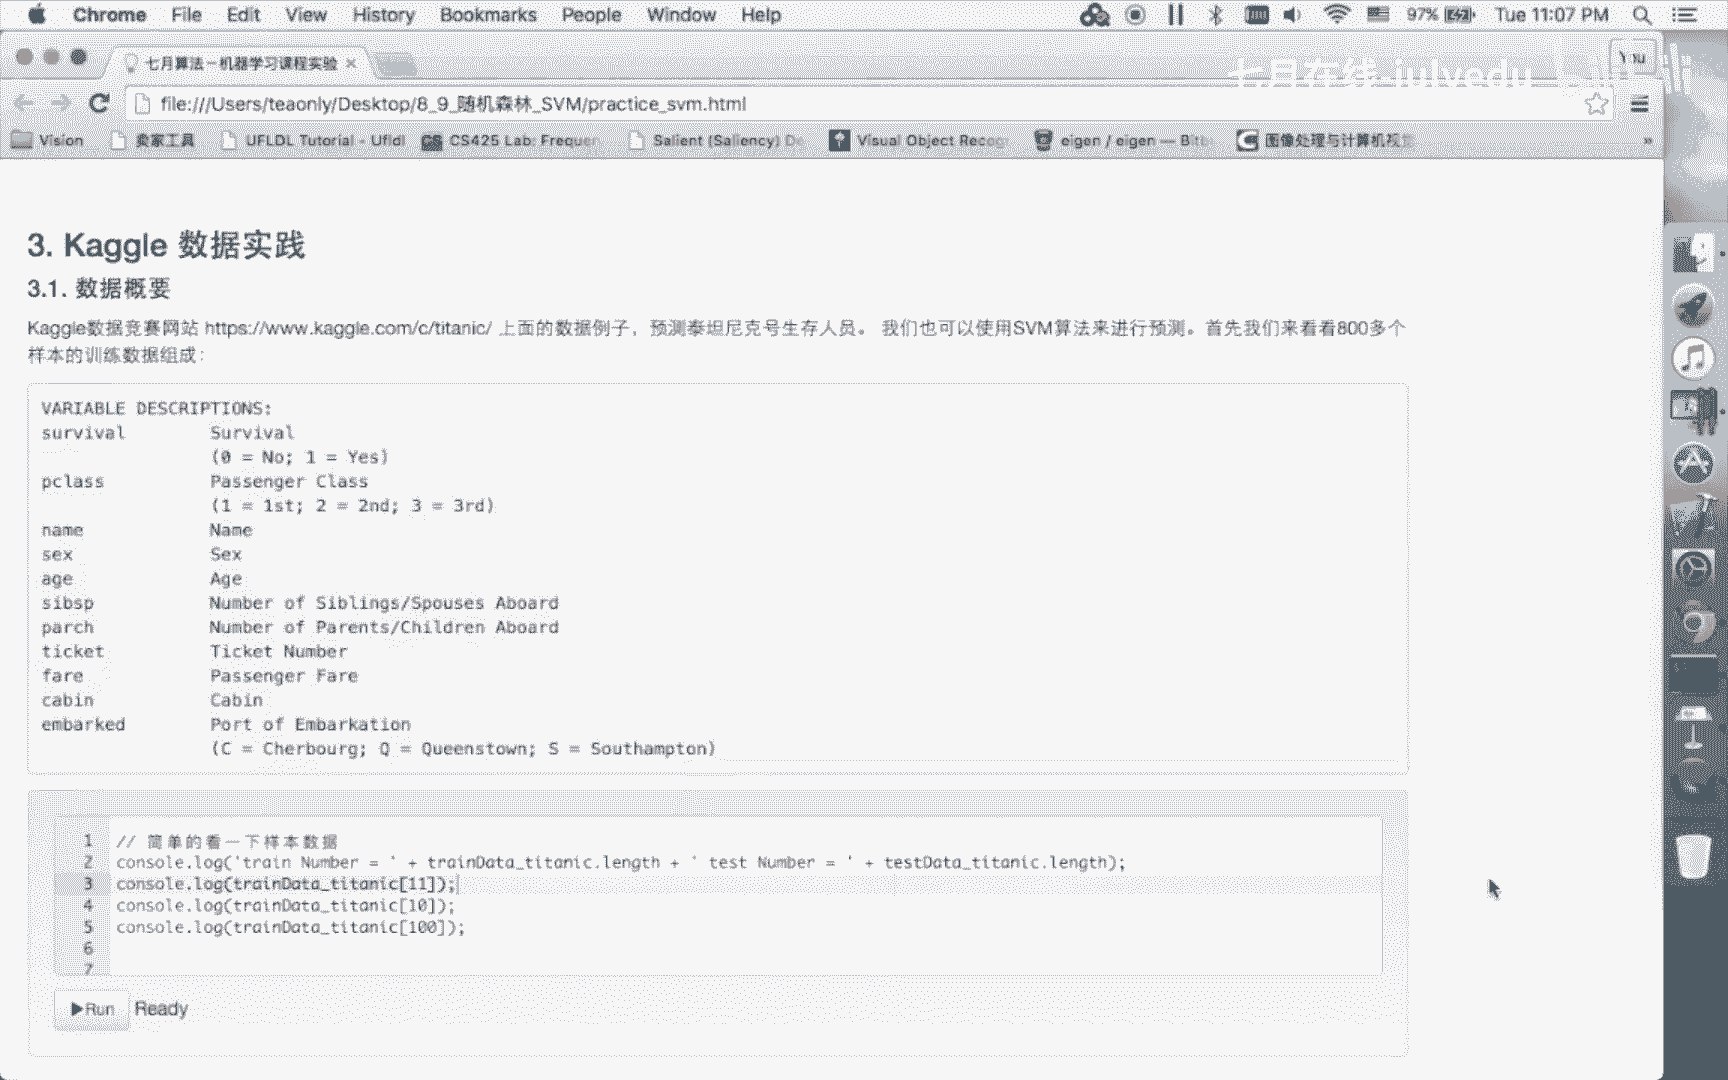 Chrome File Edit View History Bookmarks People Window Help 97% Tue 11:07 PM
七月算法－机器学习课程实验
七月在线-julyedu bilibili
file:///Users/teaonly/Desktop/8_9_随机森林_SVM/practice_svm.html
Vision 卖家工具 UFLDL Tutorial - Ufldl CS425 Lab: Frequen Salient (Saliency) De Visual Object Recog eigen / eigen — Bitb 图像处理与计算机视觉 »
3. Kaggle 数据实践
3.1. 数据概要
Kaggle数据竞赛网站 https://www.kaggle.com/c/titanic/ 上面的数据例子，预测泰坦尼克号生存人员。 我们也可以使用SVM算法来进行预测。首先我们来看看800多个
样本的训练数据组成：
VARIABLE DESCRIPTIONS:
survival Survival
(0 = No; 1 = Yes)
pclass Passenger Class
(1 = 1st; 2 = 2nd; 3 = 3rd)
name Name
sex Sex
age Age
sibsp Number of Siblings/Spouses Aboard
parch Number of Parents/Children Aboard
ticket Ticket Number
fare Passenger Fare
cabin Cabin
embarked Port of Embarkation
(C = Cherbourg; Q = Queenstown; S = Southampton)
1 // 简单的看一下样本数据
2 console.log('train Number = ' + trainData_titanic.length + ' test Number = ' + testData_titanic.length);
3 console.log(trainData_titanic[11]);
4 console.log(trainData_titanic[10]);
5 console.log(trainData_titanic[100]);
6
7
▶Run Ready